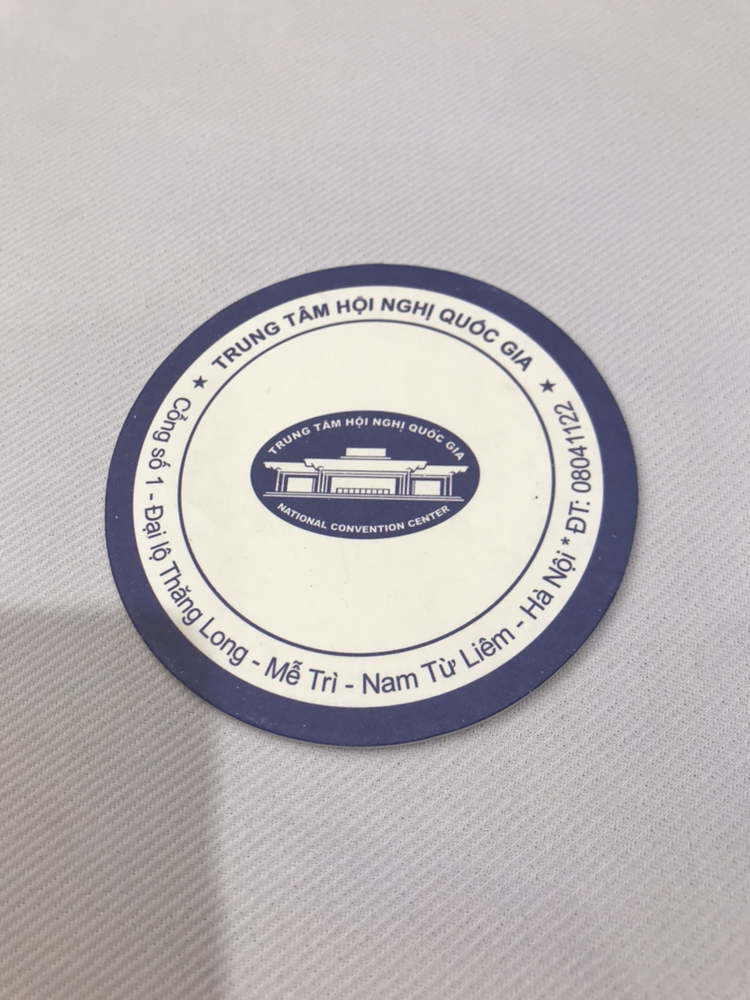 ★ TRUNG TÂM HỘI NGHỊ QUỐC GIA ★
Cổng số 1 - Đại lộ Thăng Long - Mễ Trì - Nam Từ Liêm - Hà Nội * ĐT: 08041122
TRUNG TÂM HỘI NGHỊ QUỐC GIA
NATIONAL CONVENTION CENTER